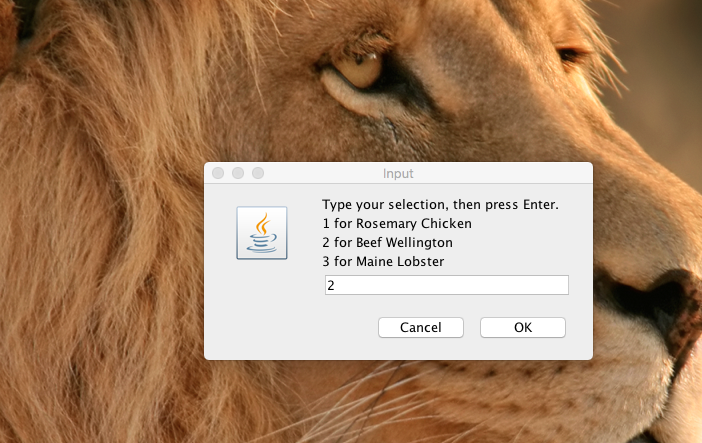 Input
Type your selection, then press Enter.
1 for Rosemary Chicken
2 for Beef Wellington
3 for Maine Lobster
2
Cancel
OK